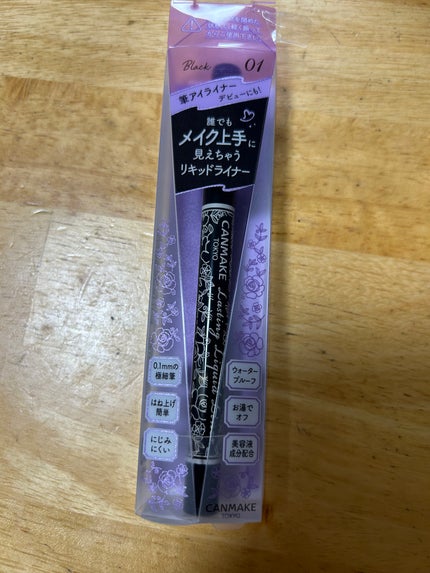 Black 01
筆アイライナー
デビューにも!
誰でも
メイク上手に
見えちゃう
リキッドライナー
CANMAKE
TOKYO
Lasting Liquid
0.1mmの
極細筆
はね上げ
簡単
にじみ
にくい
ウォーター
プルーフ
お湯で
オフ
美容液
成分配合
CANMAKE
TOKYO